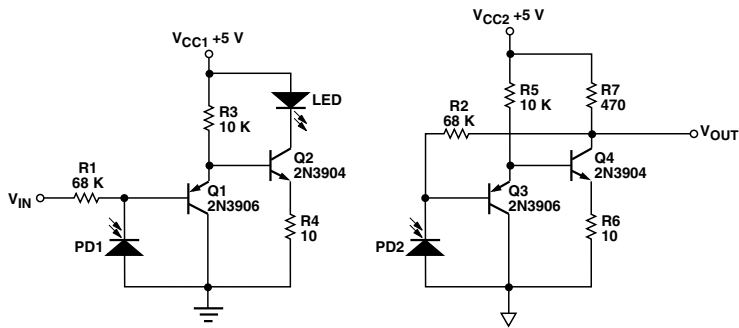 VCC1 +5 V
LED
R3
10 K
Q2
2N3904
R1
68 K
VIN
Q1
2N3906
R4
10
PD1
VCC2 +5 V
R5
10 K
R7
470
R2
68 K
VOUT
Q4
2N3904
Q3
2N3906
R6
10
PD2